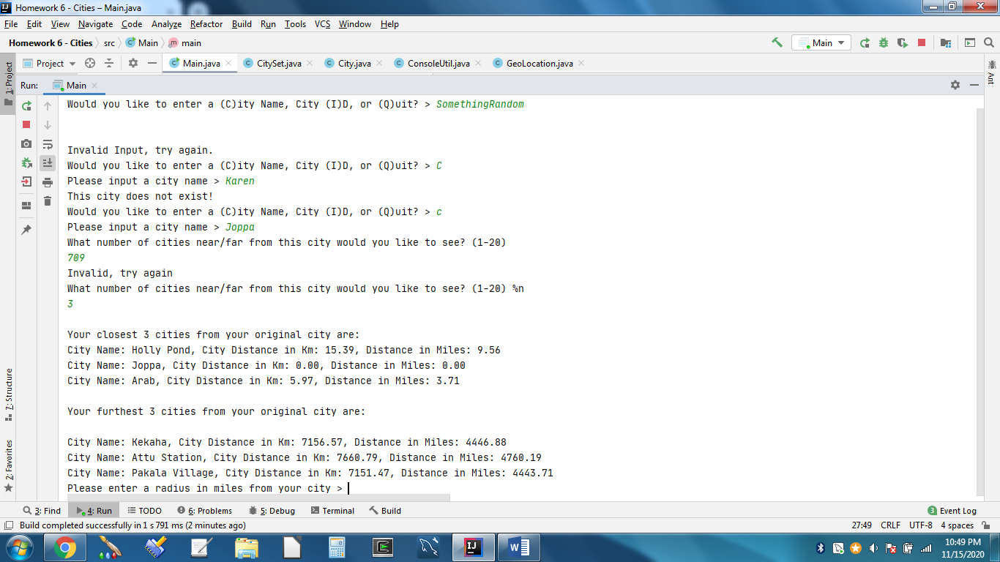 Homework 6 - Cities – Main.java
File Edit View Navigate Code Analyze Refactor Build Run Tools VCS Window Help
Homework 6 - Cities src Main main
Main
Project Main.java CitySet.java City.java ConsoleUtil.java GeoLocation.java
1: Project
Ant
Run: Main
Would you like to enter a (C)ity Name, City (I)D, or (Q)uit? > SomethingRandom
Invalid Input, try again.
Would you like to enter a (C)ity Name, City (I)D, or (Q)uit? > C
Please input a city name > Karen
This city does not exist!
Would you like to enter a (C)ity Name, City (I)D, or (Q)uit? > c
Please input a city name > Joppa
What number of cities near/far from this city would you like to see? (1-20)
709
Invalid, try again
What number of cities near/far from this city would you like to see? (1-20) %n
3
Your closest 3 cities from your original city are:
City Name: Holly Pond, City Distance in Km: 15.39, Distance in Miles: 9.56
City Name: Joppa, City Distance in Km: 0.00, Distance in Miles: 0.00
City Name: Arab, City Distance in Km: 5.97, Distance in Miles: 3.71
Your furthest 3 cities from your original city are:
City Name: Kekaha, City Distance in Km: 7156.57, Distance in Miles: 4446.88
City Name: Attu Station, City Distance in Km: 7660.79, Distance in Miles: 4760.19
City Name: Pakala Village, City Distance in Km: 7151.47, Distance in Miles: 4443.71
Please enter a radius in miles from your city >
7: Structure
2: Favorites
3: Find 4: Run TODO 6: Problems 5: Debug Terminal Build 3 Event Log
Build completed successfully in 1 s 791 ms (2 minutes ago) 27:49 CRLF UTF-8 4 spaces
10:49 PM
11/15/2020